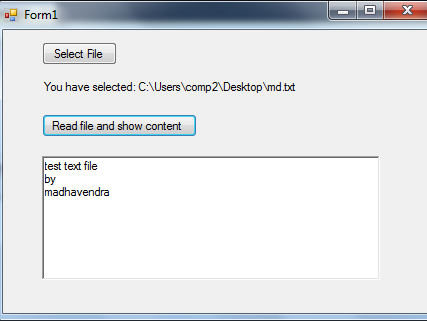 Form1
Select File
You have selected: C:\Users\comp2\Desktop\md.txt
Read file and show content
test text file
by
madhavendra